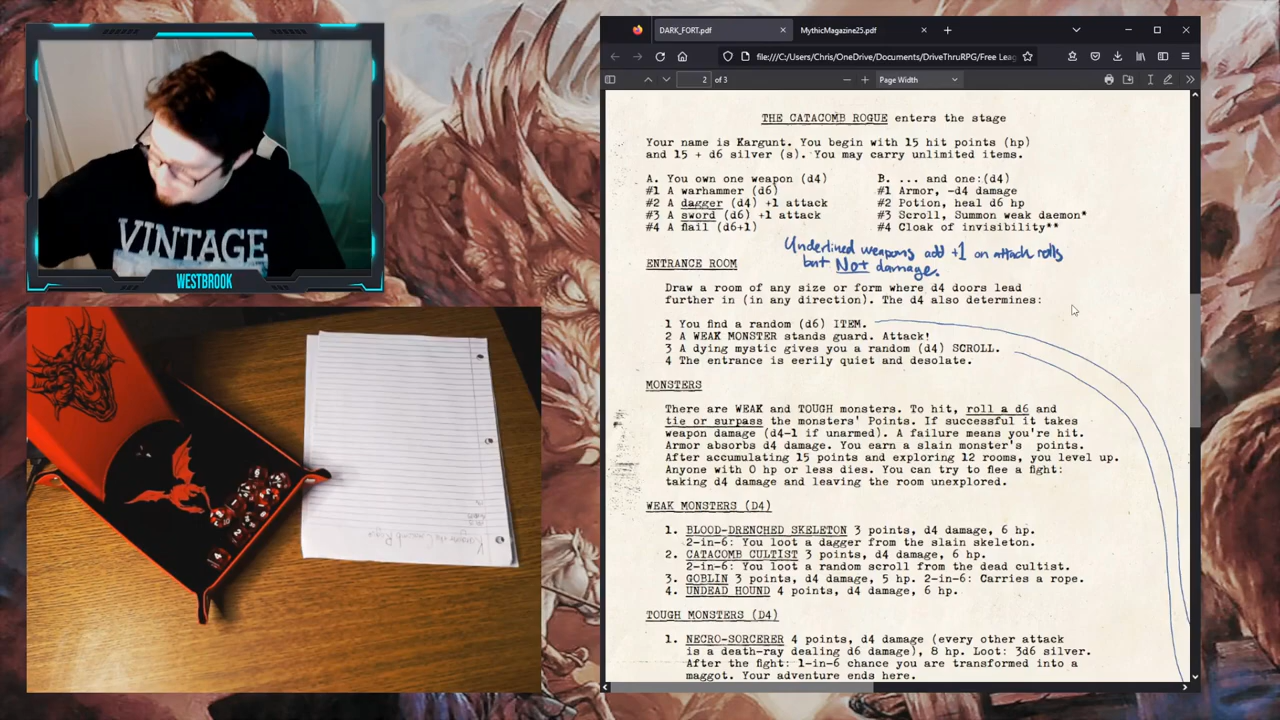 VINTAGE
WESTBROOK
DARK_FORT.pdf
MythicMagazine25.pdf
file:///C:/Users/Chris/OneDrive/Documents/DriveThruRPG/Free Leag
2 of 3
Page Width
THE CATACOMB ROGUE enters the stage
Your name is Kargunt. You begin with 15 hit points (hp)
and 15 + d6 silver (s). You may carry unlimited items.
A. You own one weapon (d4)
#1 A warhammer (d6)
#2 A dagger (d4) +1 attack
#3 A sword (d6) +1 attack
#4 A flail (d6+1)
B. ... and one:(d4)
#1 Armor, -d4 damage
#2 Potion, heal d6 hp
#3 Scroll, Summon weak daemon*
#4 Cloak of invisibility**
Underlined weapons add +1 on attack rolls
but Not damage.
ENTRANCE ROOM
Draw a room of any size or form where d4 doors lead
further in (in any direction). The d4 also determines:
1 You find a random (d6) ITEM.
2 A WEAK MONSTER stands guard. Attack!
3 A dying mystic gives you a random (d4) SCROLL.
4 The entrance is eerily quiet and desolate.
MONSTERS
There are WEAK and TOUGH monsters. To hit, roll a d6 and
tie or surpass the monsters' Points. If successful it takes
weapon damage (d4-1 if unarmed). A failure means you're hit.
Armor absorbs d4 damage. You earn a slain monster's points.
After accumulating 15 points and exploring 12 rooms, you level up.
Anyone with 0 hp or less dies. You can try to flee a fight:
taking d4 damage and leaving the room unexplored.
WEAK MONSTERS (D4)
1. BLOOD-DRENCHED SKELETON 3 points, d4 damage, 6 hp.
2-in-6: You loot a dagger from the slain skeleton.
2. CATACOMB CULTIST 3 points, d4 damage, 6 hp.
2-in-6: You loot a random scroll from the dead cultist.
3. GOBLIN 3 points, d4 damage, 5 hp. 2-in-6: Carries a rope.
4. UNDEAD HOUND 4 points, d4 damage, 6 hp.
TOUGH MONSTERS (D4)
1. NECRO-SORCERER 4 points, d4 damage (every other attack
is a death-ray dealing d6 damage), 8 hp. Loot: 3d6 silver.
After the fight: 1-in-6 chance you are transformed into a
maggot. Your adventure ends here.